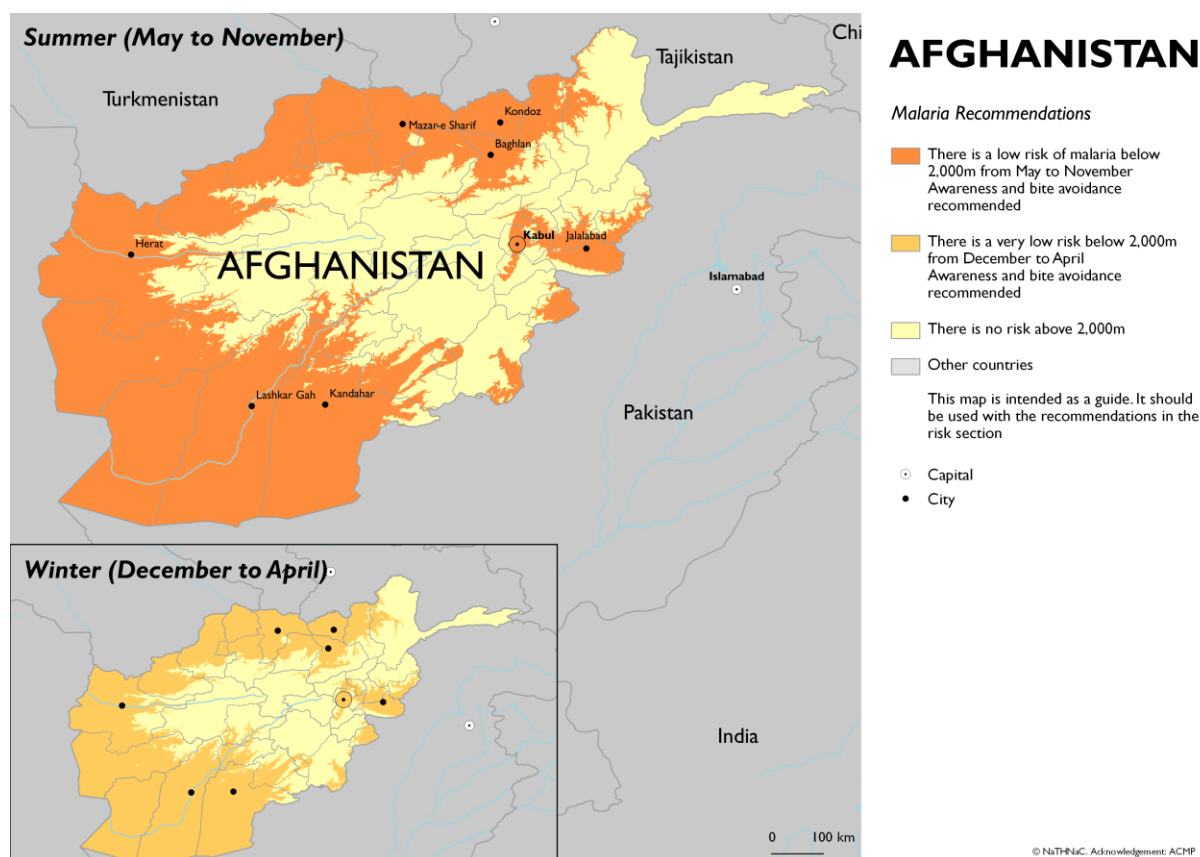 Summer (May to November)
Chi
Tajikistan
Turkmenistan
Kondoz
Mazar-e Sharif
Baghlan
Kabul
Jalalabad
Herat
AFGHANISTAN
Islamabad
Lashkar Gah
Kandahar
Pakistan
India
0 100 km
Winter (December to April)
AFGHANISTAN
Malaria Recommendations
There is a low risk of malaria below
2,000m from May to November
Awareness and bite avoidance
recommended
There is a very low risk below 2,000m
from December to April
Awareness and bite avoidance
recommended
There is no risk above 2,000m
Other countries
This map is intended as a guide. It should
be used with the recommendations in the
risk section
Capital
City
© NaTHNaC. Acknowledgement: ACMP